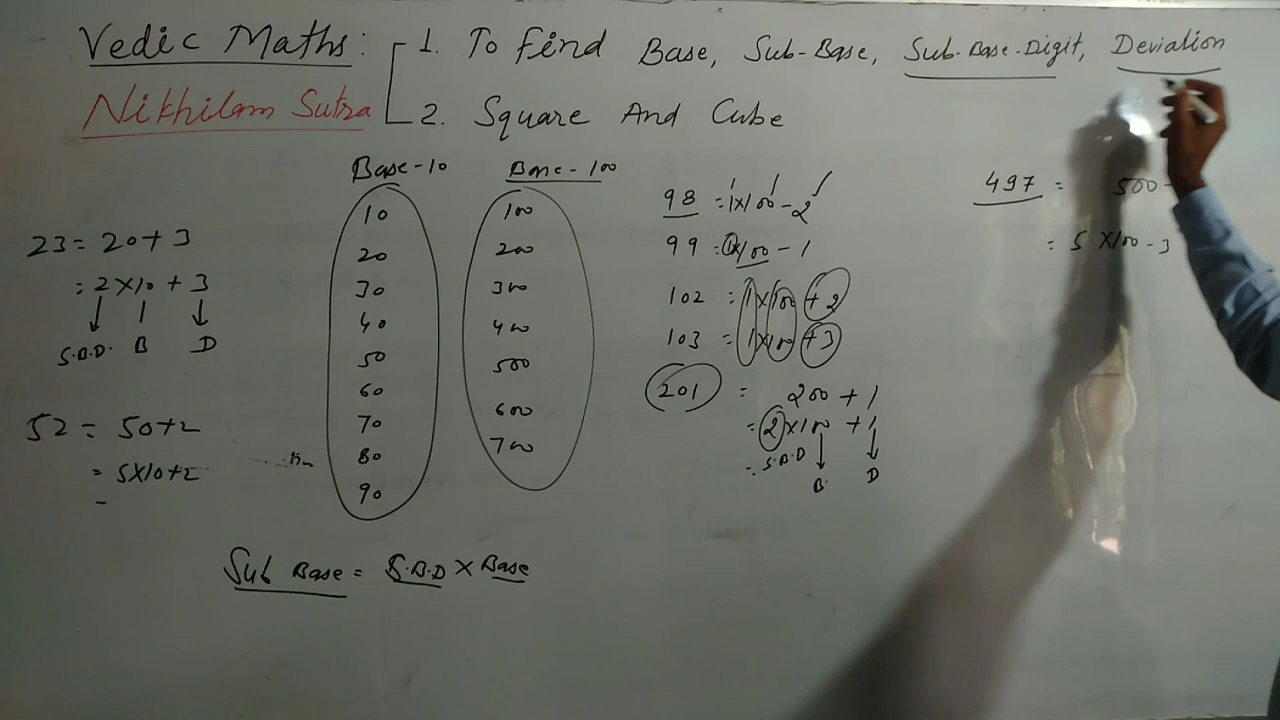 Vedic Maths: 1. To Find Base, Sub-Base, Sub-Base-Digit, Deviation
Nikhilam Sutra 2. Square And Cube
Base-10
10
20
30
40
50
60
70
80
90
Base-100
100
200
300
400
500
600
700
23 = 20+3
= 2×10+3
S.B.D. B D
52 = 50+2
= 5×10+2
=
98 = 1×100-2
99 = 1×100-1
102 = 1×100+2
103 = 1×100+3
201 = 200+1
= 2×100+1
= S.B.D B. D
497 = 500-
= 5×100-3
Sub Base = S.B.D × Base